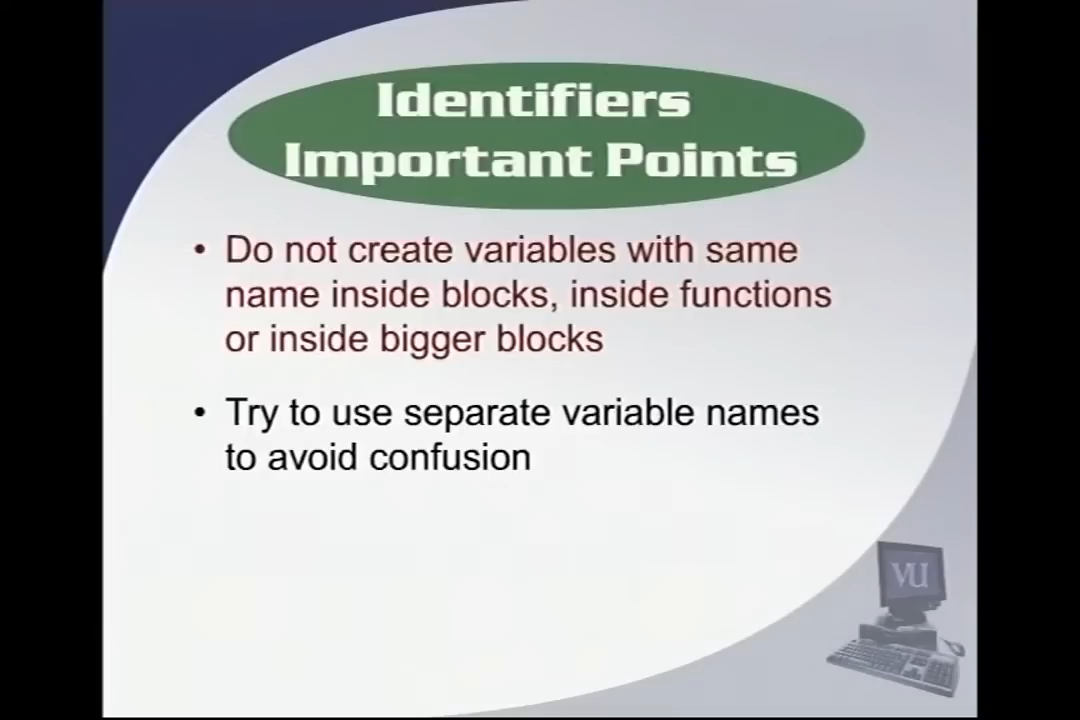 Identifiers
Important Points
• Do not create variables with same
name inside blocks, inside functions
or inside bigger blocks
• Try to use separate variable names
to avoid confusion
VU